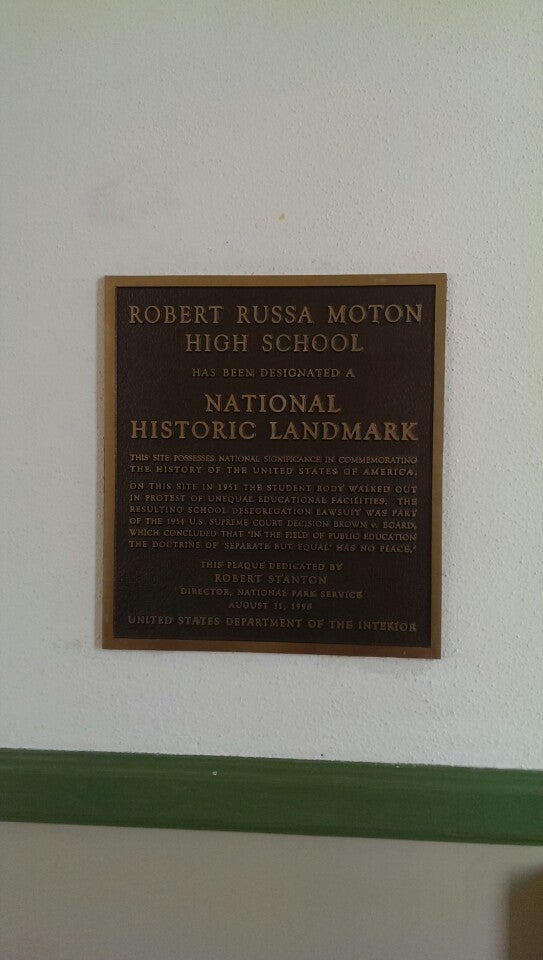 ROBERT RUSSA MOTON
HIGH SCHOOL
HAS BEEN DESIGNATED A
NATIONAL
HISTORIC LANDMARK
THIS SITE POSSESSES NATIONAL SIGNIFICANCE IN COMMEMORATING
THE HISTORY OF THE UNITED STATES OF AMERICA.
ON THIS SITE IN 1951 THE STUDENT BODY WALKED OUT
IN PROTEST OF UNEQUAL EDUCATIONAL FACILITIES. THE
RESULTING SCHOOL DESEGREGATION LAWSUIT WAS PART
OF THE 1954 U.S. SUPREME COURT DECISION BROWN v. BOARD,
WHICH CONCLUDED THAT "IN THE FIELD OF PUBLIC EDUCATION
THE DOCTRINE OF 'SEPARATE BUT EQUAL' HAS NO PLACE."
THIS PLAQUE DEDICATED BY
ROBERT STANTON
DIRECTOR, NATIONAL PARK SERVICE
AUGUST 31, 1998
UNITED STATES DEPARTMENT OF THE INTERIOR